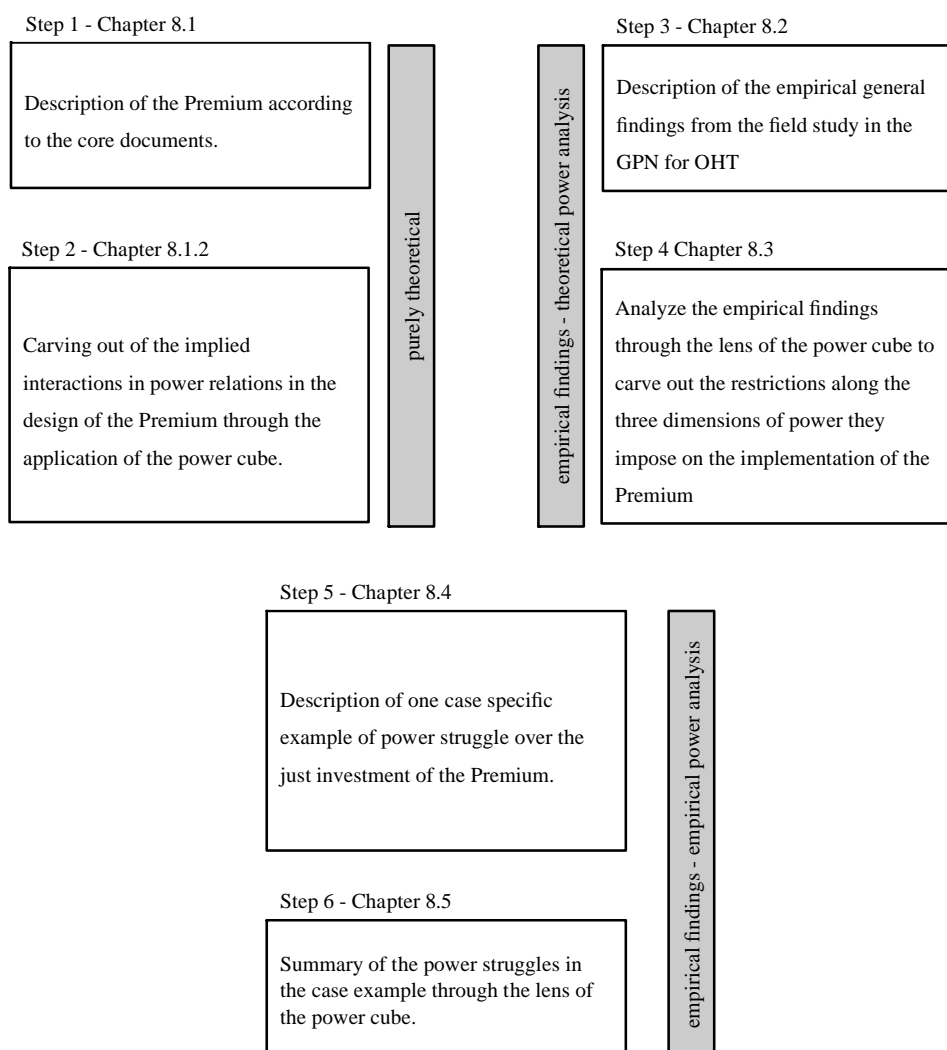 Step 1 - Chapter 8.1
Description of the Premium according
to the core documents.
Step 2 - Chapter 8.1.2
Carving out of the implied
interactions in power relations in the
design of the Premium through the
application of the power cube.
purely theoretical
Step 3 - Chapter 8.2
empirical findings - theoretical power analysis
Description of the empirical general
findings from the field study in the
GPN for OHT
Step 4 Chapter 8.3
Analyze the empirical findings
through the lens of the power cube to
carve out the restrictions along the
three dimensions of power they
impose on the implementation of the
Premium
Step 5 - Chapter 8.4
Description of one case specific
example of power struggle over the
just investment of the Premium.
Step 6 - Chapter 8.5
Summary of the power struggles in
the case example through the lens of
the power cube.
empirical findings - empirical power analysis